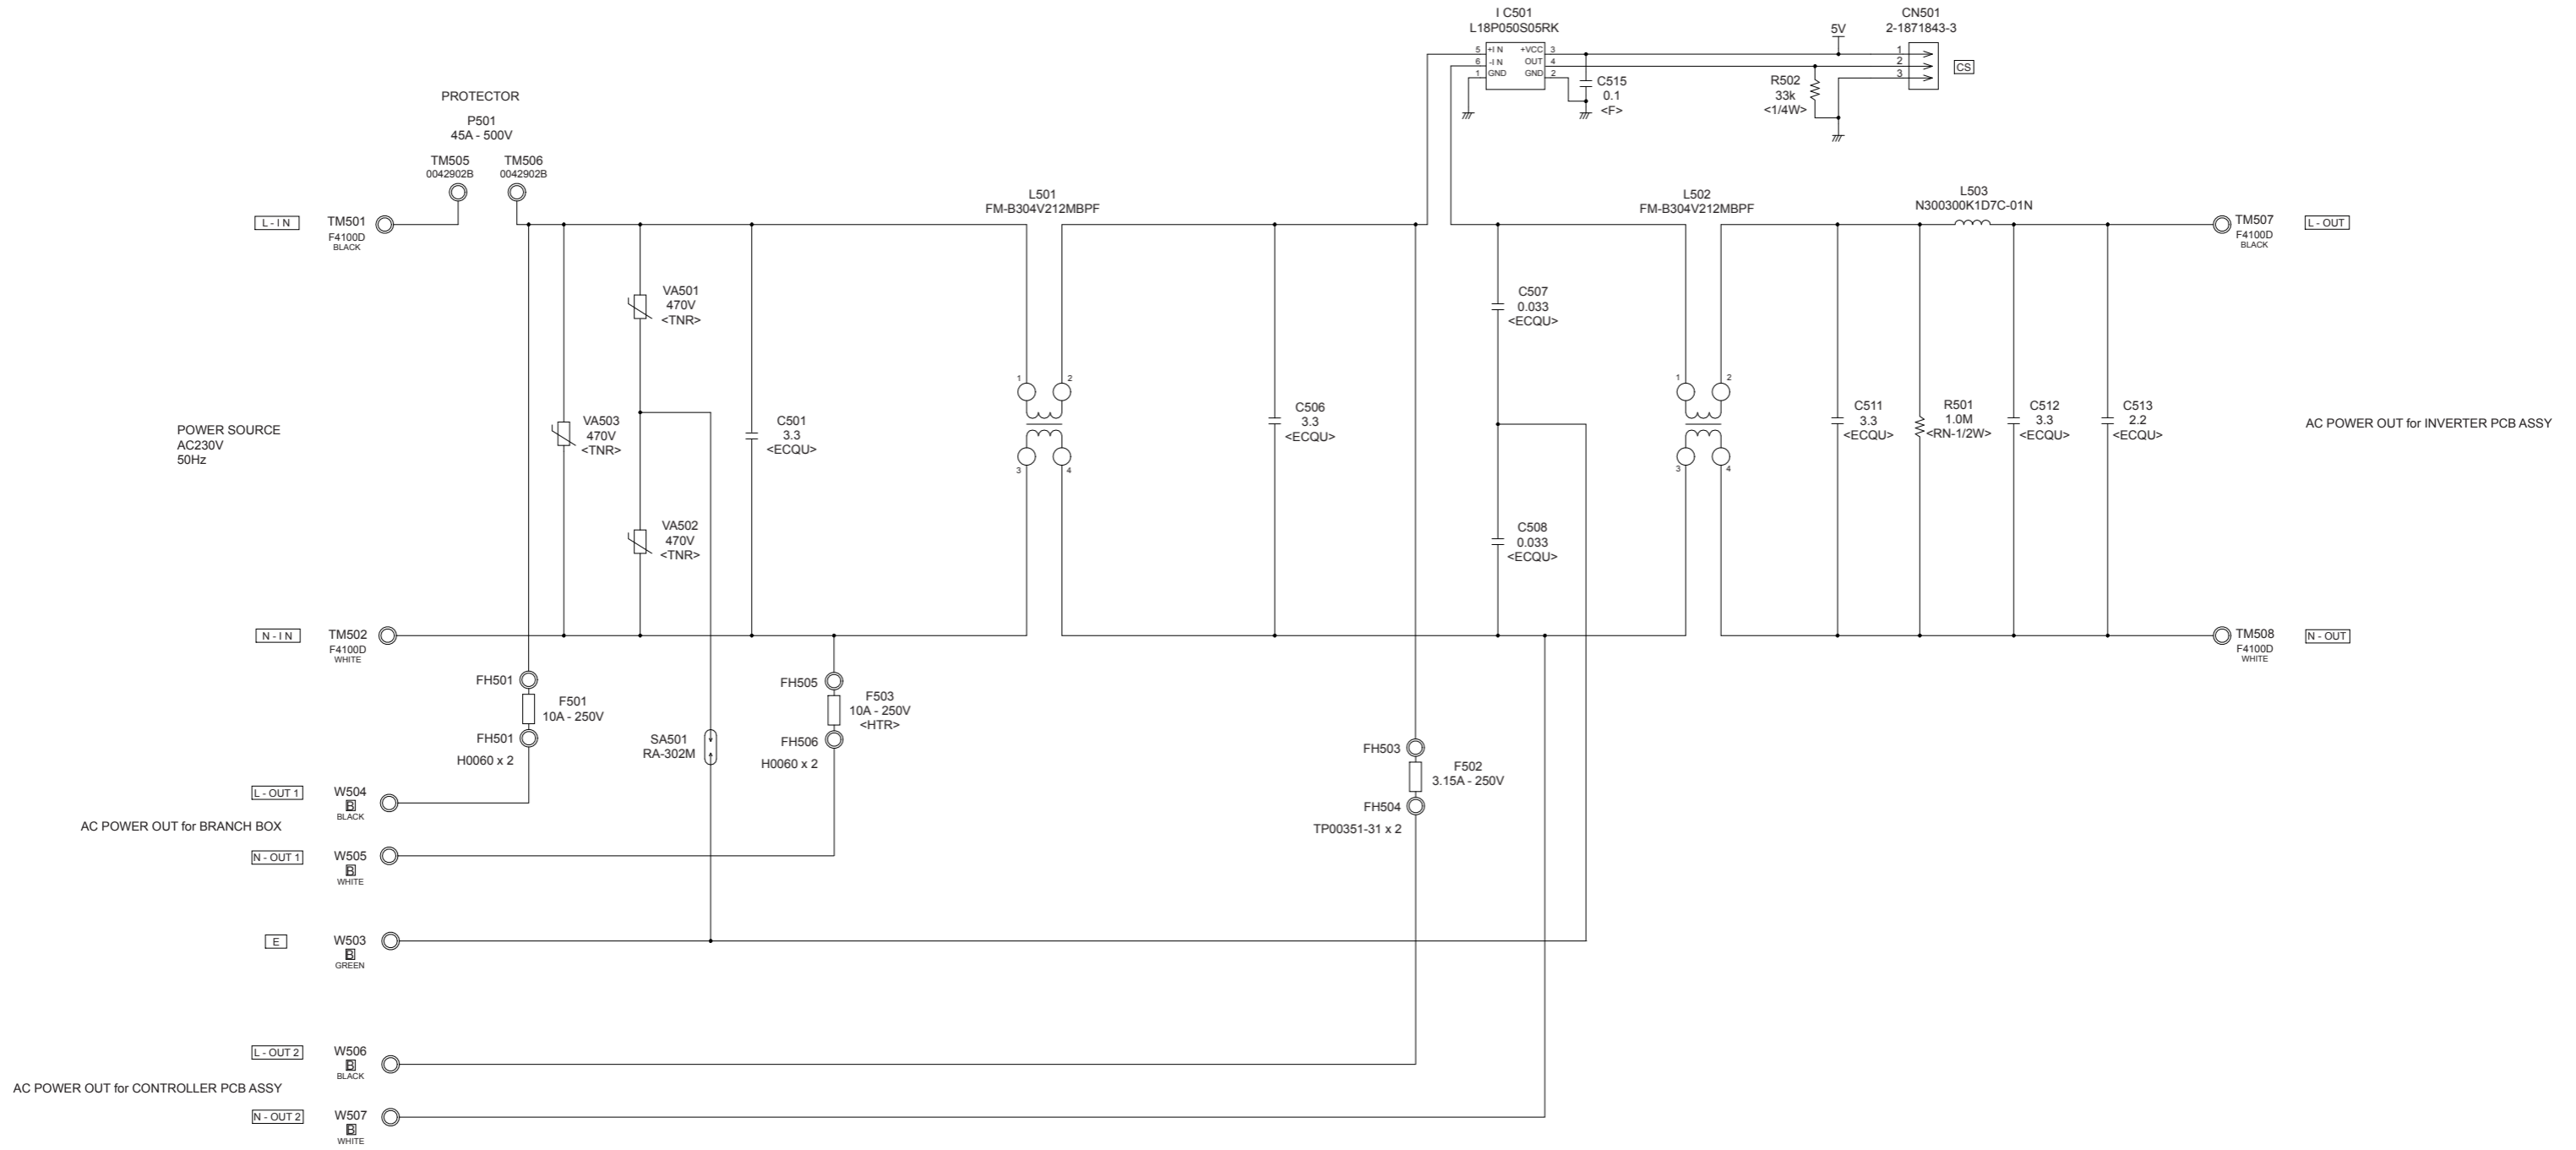 I C501
L18P050S05RK
5 +I N +VCC 3
6 -I N OUT 4
1 GND GND 2
C515
0.1
<F>
5V
R502
33k
<1/4W>
CN501
2-1871843-3
1
2
3
CS
PROTECTOR
P501
45A - 500V
TM505
0042902B
TM506
0042902B
L - I N
TM501
F4100D
BLACK
L501
FM-B304V212MBPF
L502
FM-B304V212MBPF
L503
N300300K1D7C-01N
TM507
F4100D
BLACK
L - OUT
VA501
470V
<TNR>
C507
0.033
<ECQU>
1 2
3 4
1 2
3 4
POWER SOURCE
AC230V
50Hz
VA503
470V
<TNR>
C501
3.3
<ECQU>
C506
3.3
<ECQU>
C511
3.3
<ECQU>
R501
1.0M
<RN-1/2W>
C512
3.3
<ECQU>
C513
2.2
<ECQU>
AC POWER OUT for INVERTER PCB ASSY
VA502
470V
<TNR>
C508
0.033
<ECQU>
N - I N
TM502
F4100D
WHITE
TM508
F4100D
WHITE
N - OUT
FH501
F501
10A - 250V
FH501
H0060 x 2
SA501
RA-302M
FH505
F503
10A - 250V
<HTR>
FH506
H0060 x 2
FH503
F502
3.15A - 250V
FH504
TP00351-31 x 2
L - OUT 1
W504
B
BLACK
AC POWER OUT for BRANCH BOX
N - OUT 1
W505
B
WHITE
E
W503
B
GREEN
L - OUT 2
W506
B
BLACK
AC POWER OUT for CONTROLLER PCB ASSY
N - OUT 2
W507
B
WHITE